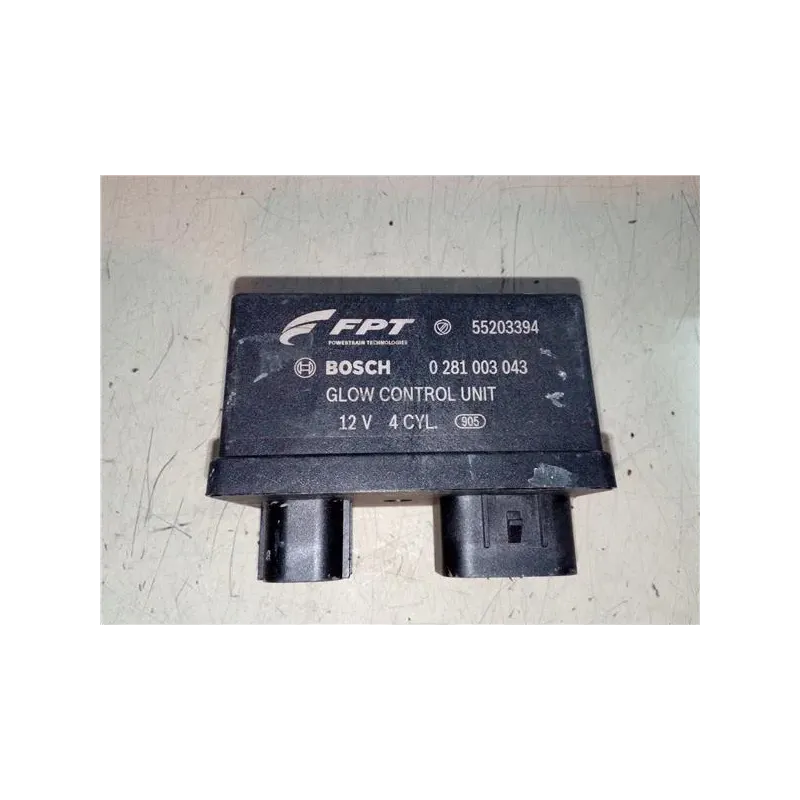 FPT 55203394
POWERTRAIN TECHNOLOGIES
BOSCH 0 281 003 043
GLOW CONTROL UNIT
12 V 4 CYL. 905